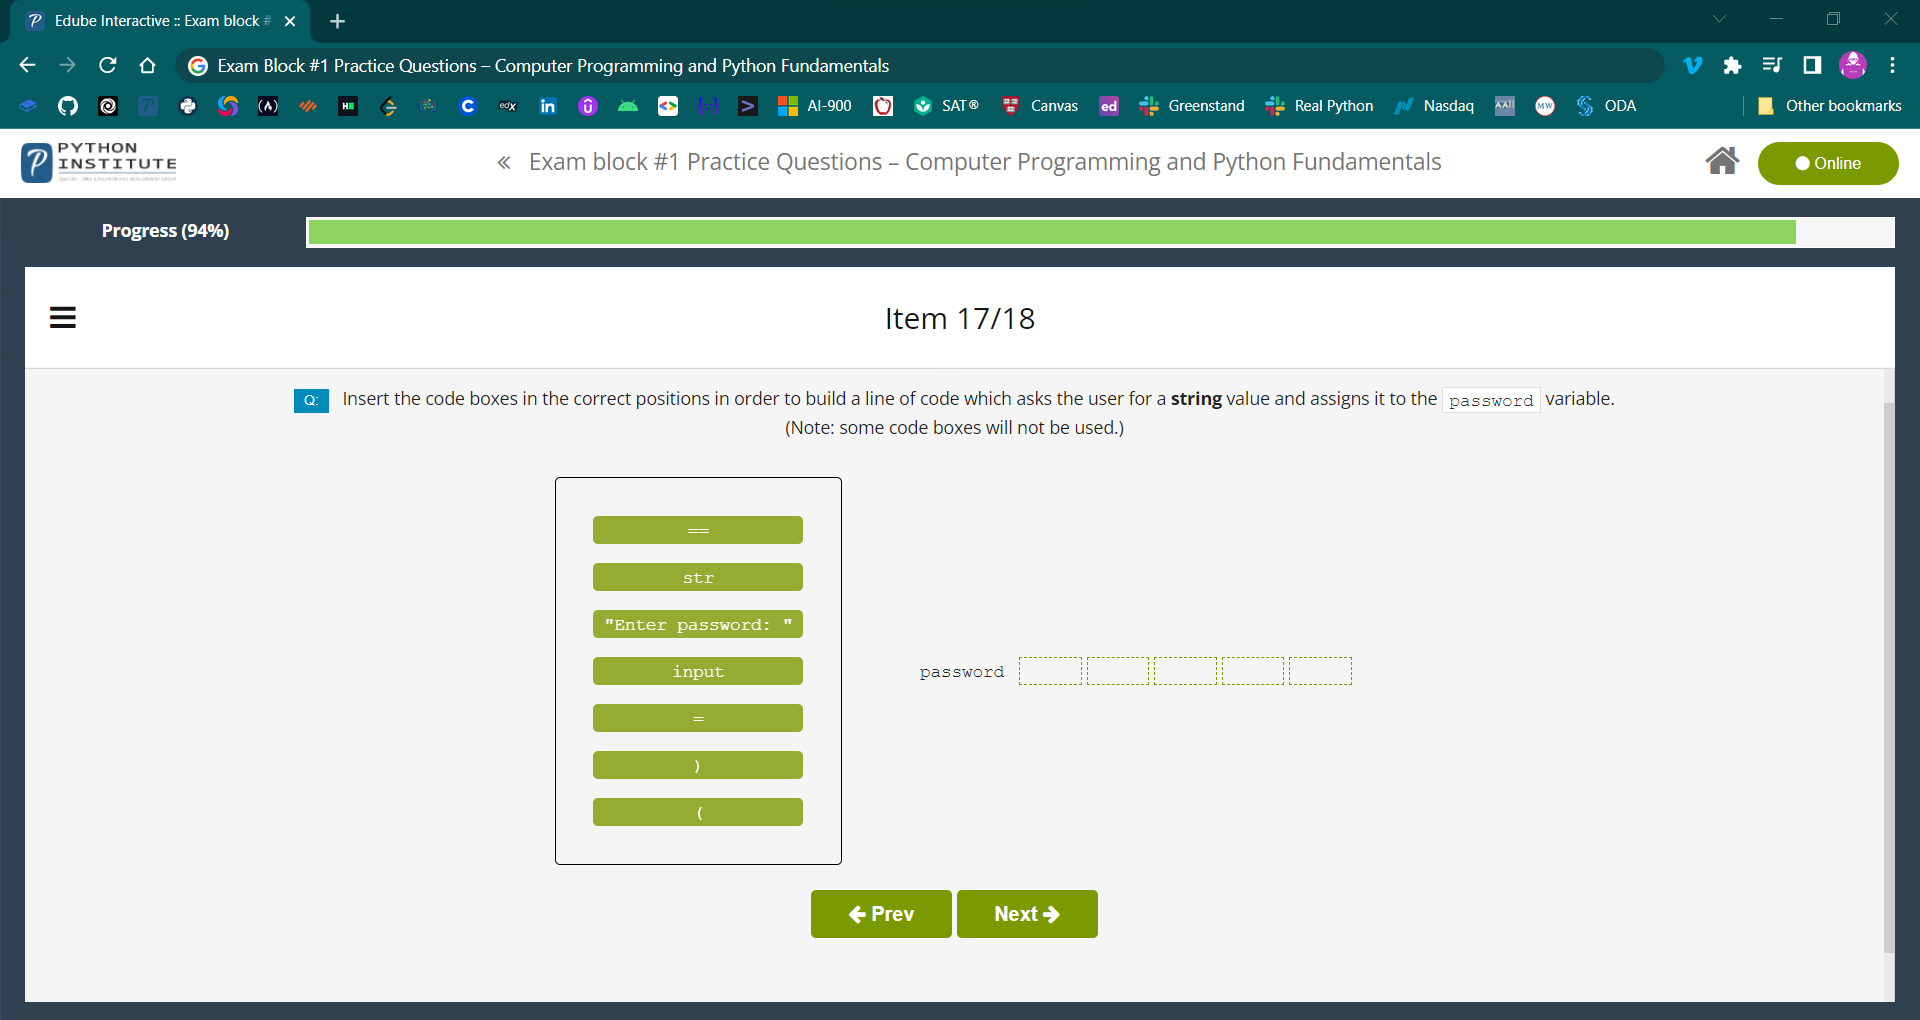 Edube Interactive :: Exam block #
Exam Block #1 Practice Questions – Computer Programming and Python Fundamentals
AI-900
SAT®
Canvas
ed
Greenstand
Real Python
Nasdaq
ODA
Other bookmarks
PYTHON
INSTITUTE
« Exam block #1 Practice Questions – Computer Programming and Python Fundamentals
Online
Progress (94%)
Item 17/18
Q: Insert the code boxes in the correct positions in order to build a line of code which asks the user for a string value and assigns it to the password variable.
(Note: some code boxes will not be used.)
==
str
"Enter password: "
input
=
)
(
password
Prev
Next